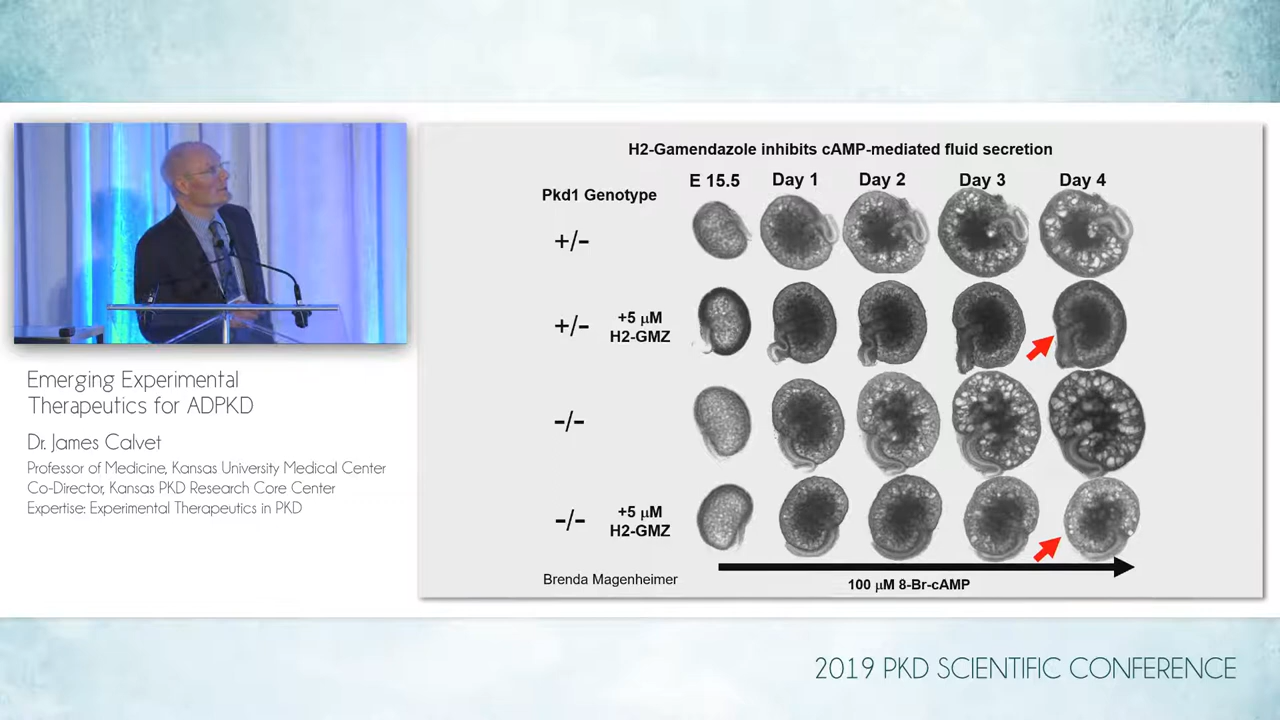 H2-Gamendazole inhibits cAMP-mediated fluid secretion
Pkd1 Genotype
E 15.5 Day 1 Day 2 Day 3 Day 4
+/−
+/− +5 μM
H2-GMZ
−/−
−/− +5 μM
H2-GMZ
Brenda Magenheimer
100 μM 8-Br-cAMP
Emerging Experimental
Therapeutics for ADPKD
Dr. James Calvet
Professor of Medicine, Kansas University Medical Center
Co-Director, Kansas PKD Research Core Center
Expertise: Experimental Therapeutics in PKD
2019 PKD SCIENTIFIC CONFERENCE